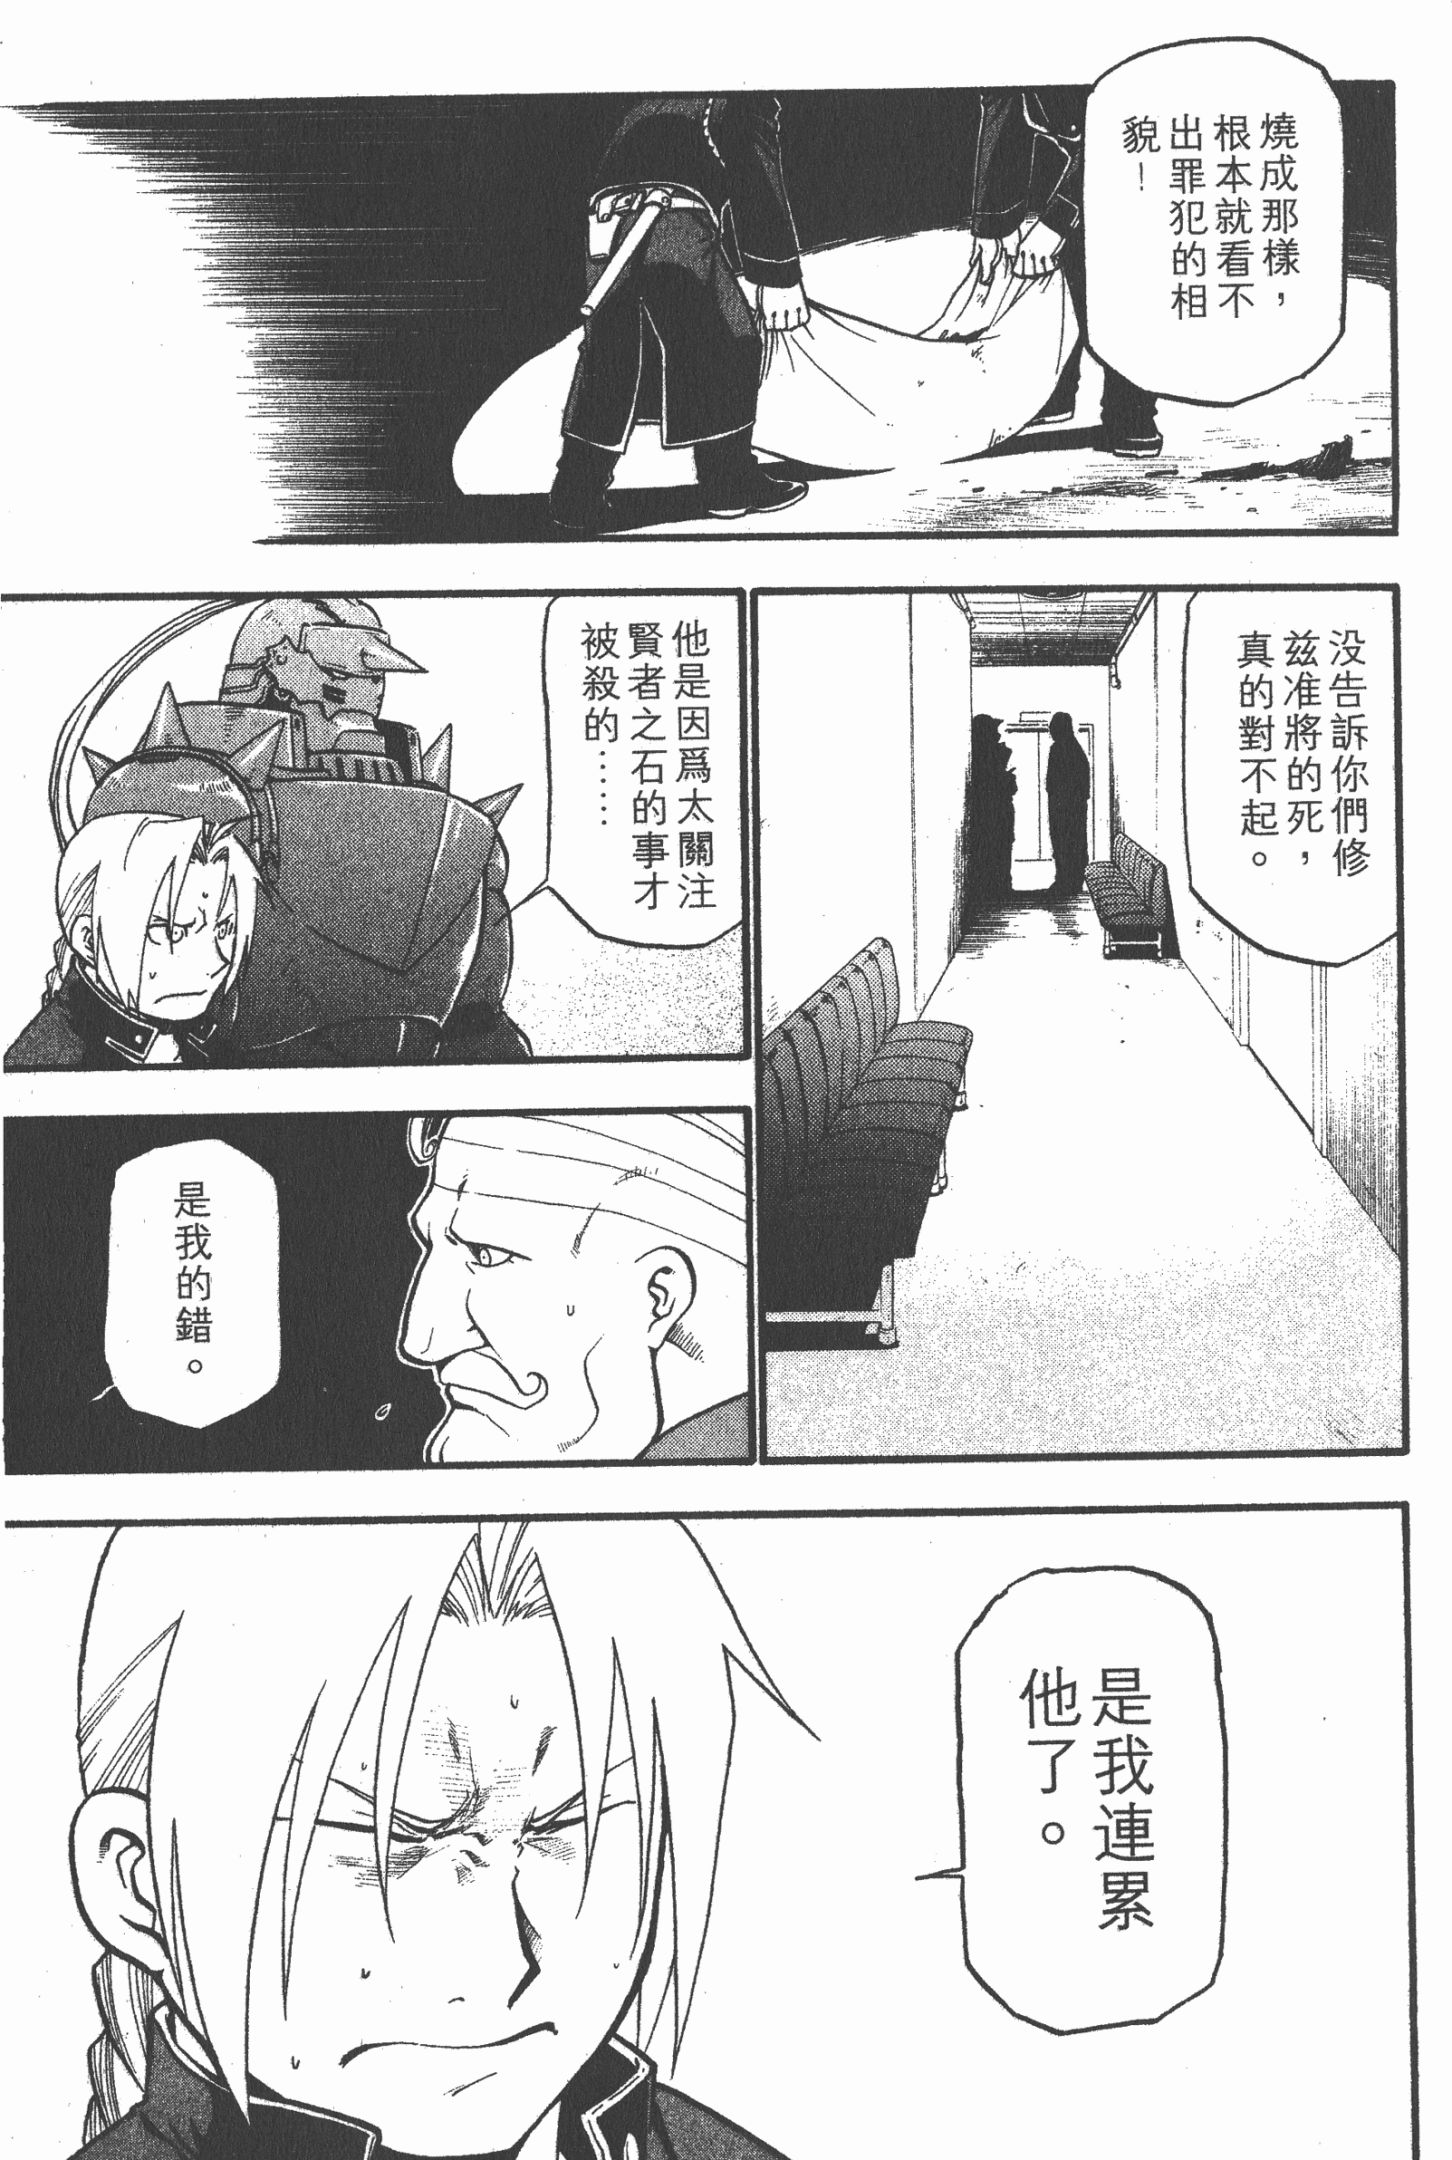 燒成那樣，
根本就看不
出罪犯的相
貌！
没告訴你們修
兹准將的死，
真的對不起。
他是因爲太關注
賢者之石的事才
被殺的……
是我的錯。
是我連累
他了。